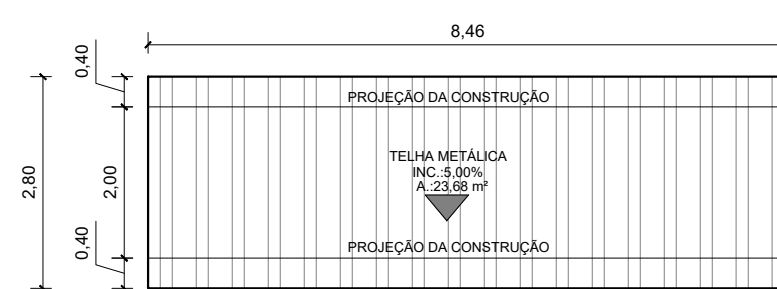 8,46
0,40
PROJEÇÃO DA CONSTRUÇÃO
TELHA METÁLICA
INC.:5,00%
A.:23,68 m²
2,80
2,00
PROJEÇÃO DA CONSTRUÇÃO
0,40